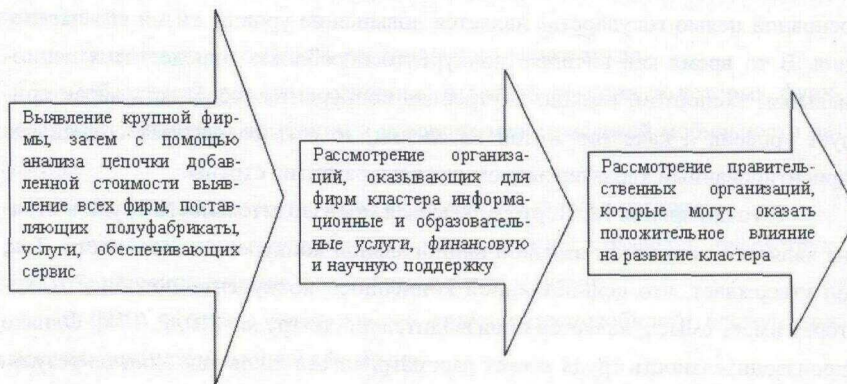 Выявление крупной фир-
мы, затем с помощью
анализа цепочки добав-
ленной стоимости выяв-
ление всех фирм, постав-
ляющих полуфабрикаты,
услуги, обеспечивающих
сервис
Рассмотрение организа-
ций, оказывающих для
фирм кластера информа-
ционные и образователь-
ные услуги, финансовую
и научную поддержку
Рассмотрение правитель-
ственных организаций,
которые могут оказать
положительное влияние
на развитие кластера